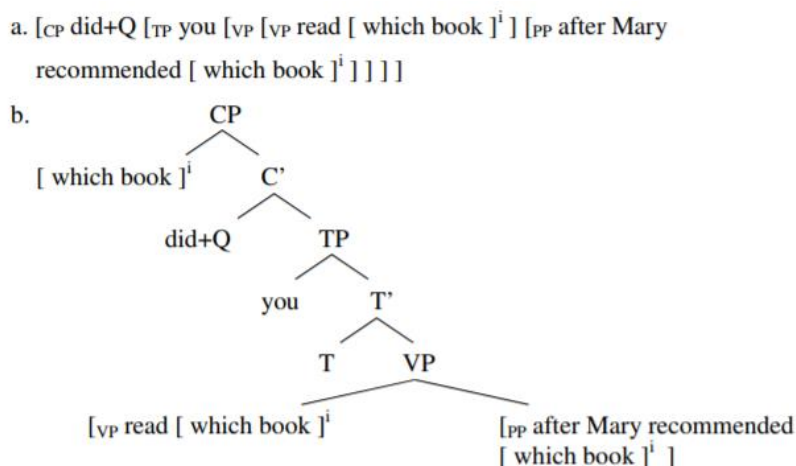 a. [CP did+Q [TP you [VP [VP read [ which book ]i ] [PP after Mary
recommended [ which book ]i ] ] ] ]
b.
CP
[ which book ]i C’
did+Q TP
you T’
T VP
[VP read [ which book ]i [PP after Mary recommended
[ which book ]i ]